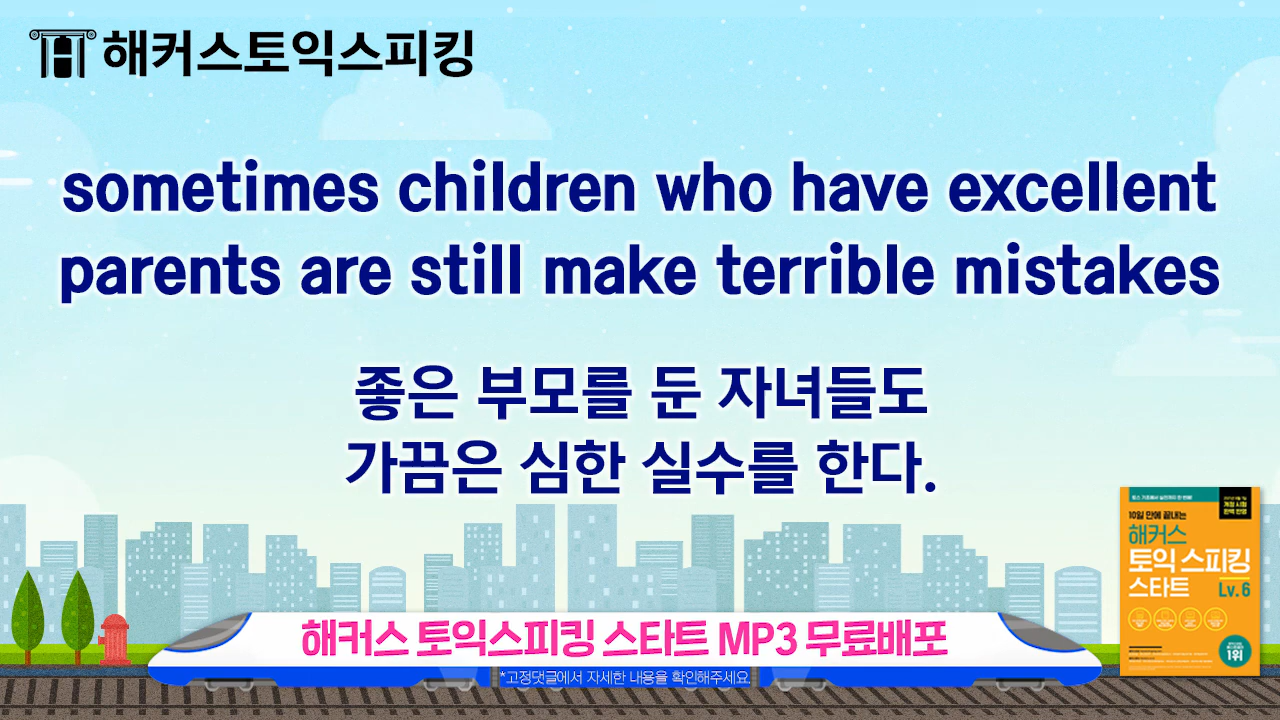 해커스토익스피킹
sometimes children who have excellent
parents are still make terrible mistakes
좋은 부모를 둔 자녀들도
가끔은 심한 실수를 한다.
10일 만에 끝내는
해커스
토익 스피킹
스타트
Lv.6
1위
해커스 토익스피킹 스타트 MP3 무료배포
*고정댓글에서 자세한 내용을 확인해주세요.